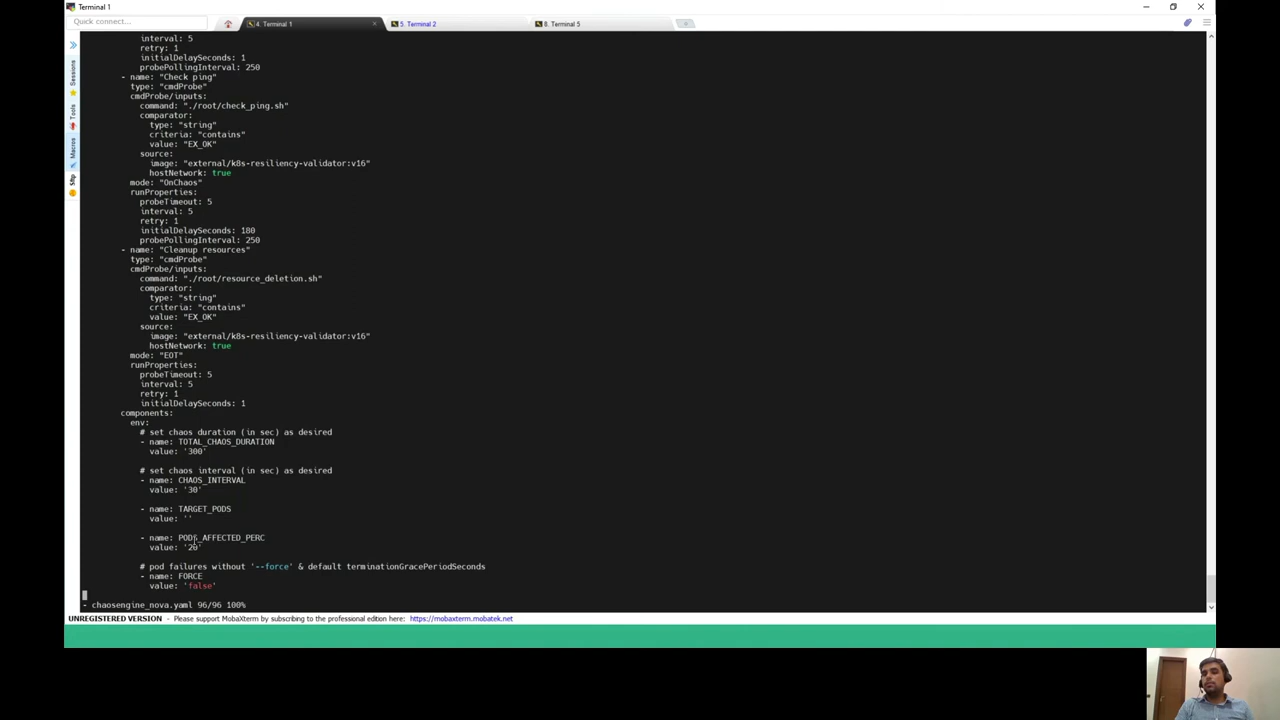 Terminal 1
Quick connect...
4. Terminal 1
5. Terminal 2
8. Terminal 5
Sessions
Tools
Macros
Sftp
interval: 5
retry: 1
initialDelaySeconds: 1
probePollingInterval: 250
- name: "Check ping"
type: "cmdProbe"
cmdProbe/inputs:
command: "./root/check_ping.sh"
comparator:
type: "string"
criteria: "contains"
value: "EX_OK"
source:
image: "external/k8s-resiliency-validator:v16"
hostNetwork: true
mode: "OnChaos"
runProperties:
probeTimeout: 5
interval: 5
retry: 1
initialDelaySeconds: 180
probePollingInterval: 250
- name: "Cleanup resources"
type: "cmdProbe"
cmdProbe/inputs:
command: "./root/resource_deletion.sh"
comparator:
type: "string"
criteria: "contains"
value: "EX_OK"
source:
image: "external/k8s-resiliency-validator:v16"
hostNetwork: true
mode: "EOT"
runProperties:
probeTimeout: 5
interval: 5
retry: 1
initialDelaySeconds: 1
components:
env:
# set chaos duration (in sec) as desired
- name: TOTAL_CHAOS_DURATION
value: '300'
# set chaos interval (in sec) as desired
- name: CHAOS_INTERVAL
value: '30'
- name: TARGET_PODS
value: ''
- name: PODS_AFFECTED_PERC
value: '20'
# pod failures without '--force' & default terminationGracePeriodSeconds
- name: FORCE
value: 'false'
- chaosengine_nova.yaml 96/96 100%
UNREGISTERED VERSION - Please support MobaXterm by subscribing to the professional edition here: https://mobaxterm.mobatek.net